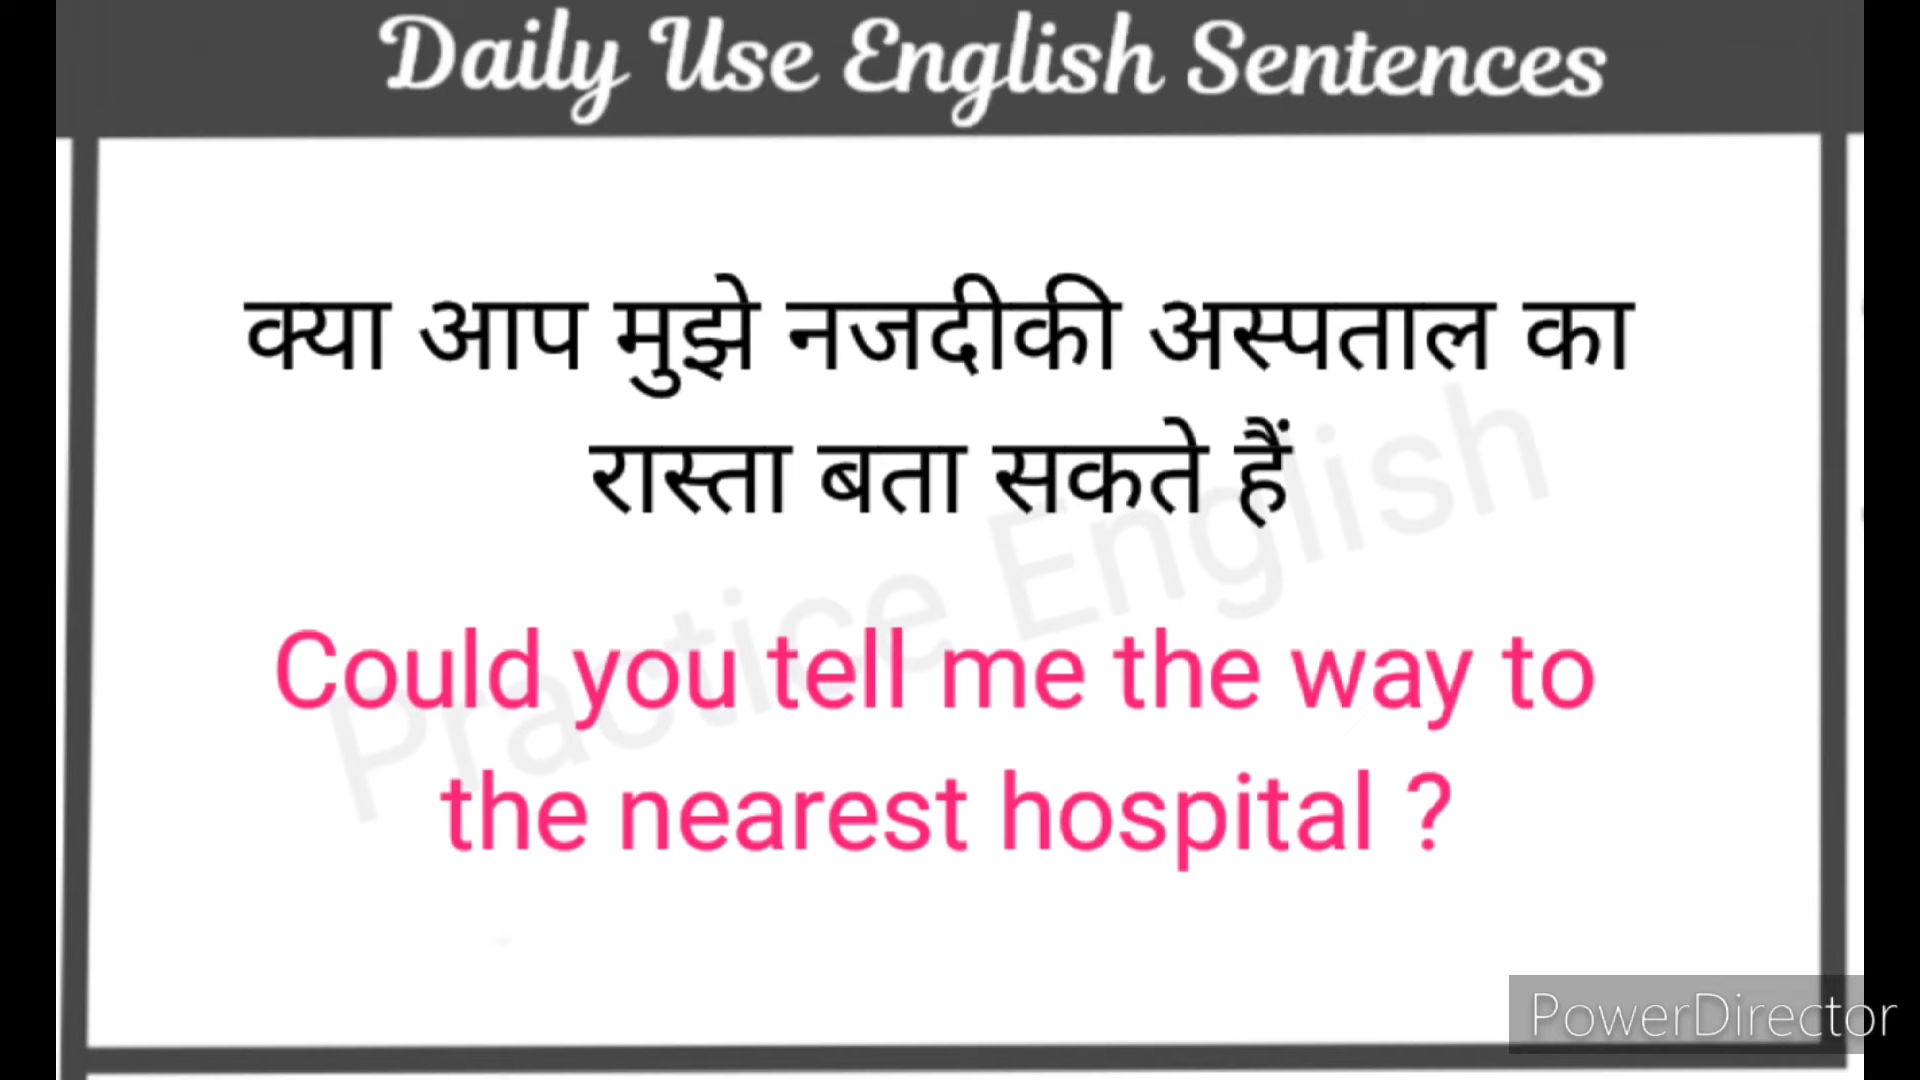 Daily Use English Sentences
क्या आप मुझे नजदीकी अस्पताल का
रास्ता बता सकते हैं
Practice English
Could you tell me the way to
the nearest hospital ?
PowerDirector